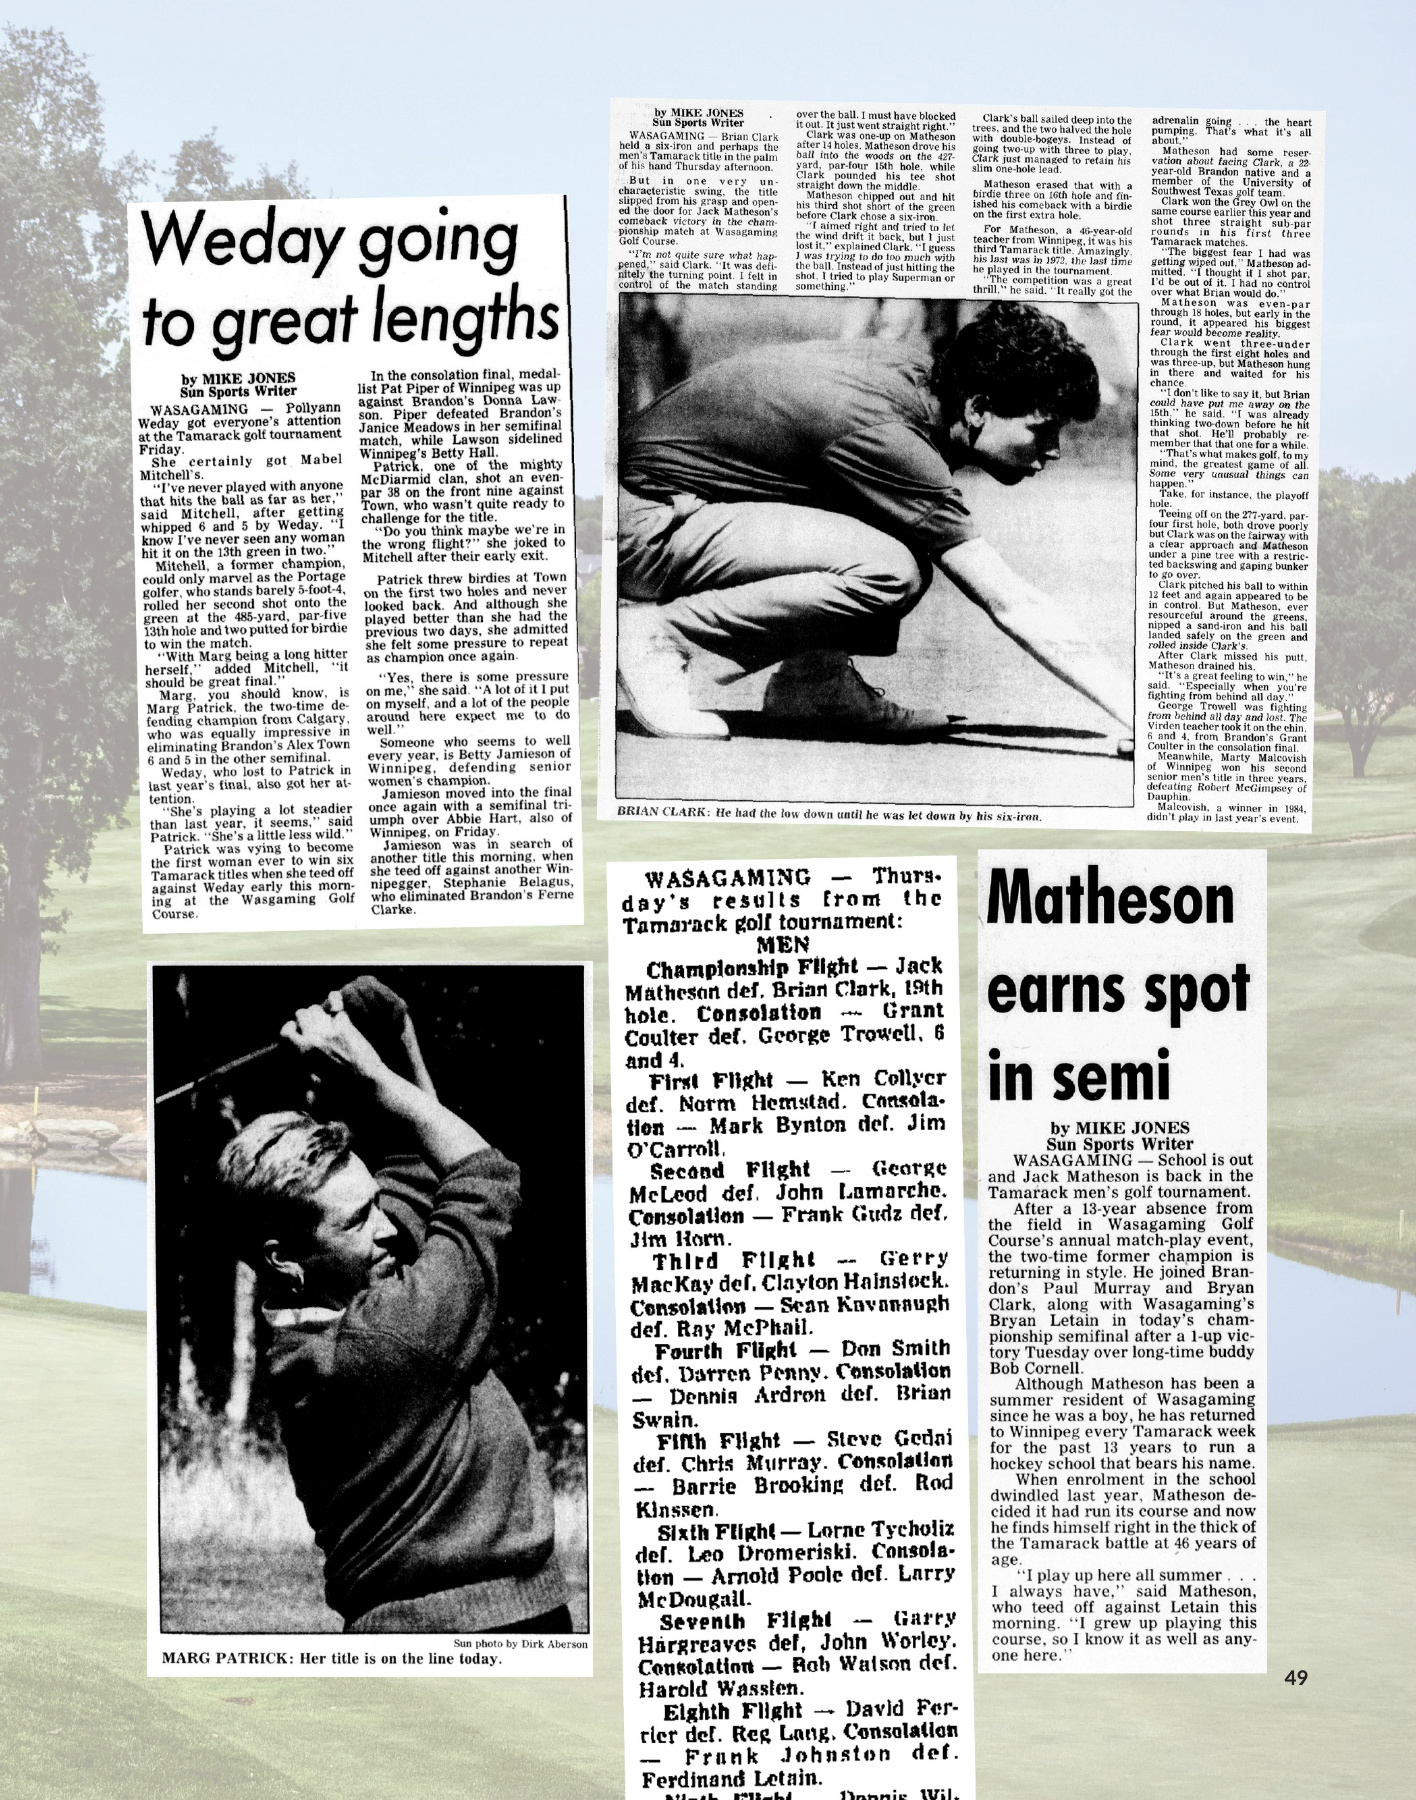 Weday going
to great lengths
by MIKE JONES
Sun Sports Writer
WASAGAMING — Pollyann
Weday got everyone's attention
at the Tamarack golf tournament
Friday.
She certainly got Mabel
Mitchell's.
"I've never played with anyone
that hits the ball as far as her,"
said Mitchell, after getting
whipped 6 and 5 by Weday. "I
know I've never seen any woman
hit it on the 13th green in two."
Mitchell, a former champion,
could only marvel as the Portage
golfer, who stands barely 5-foot-4,
rolled her second shot onto the
green at the 485-yard, par-five
13th hole and two putted for birdie
to win the match.
"With Marg being a long hitter
herself," added Mitchell, "it
should be great final."
Marg, you should know, is
Marg Patrick, the two-time de-
fending champion from Calgary,
who was equally impressive in
eliminating Brandon's Alex Town
6 and 5 in the other semifinal.
Weday, who lost to Patrick in
last year's final, also got her at-
tention.
"She's playing a lot steadier
than last year, it seems," said
Patrick. "She's a little less wild."
Patrick was vying to become
the first woman ever to win six
Tamarack titles when she teed off
against Weday early this morn-
ing at the Wasgaming Golf
Course.
In the consolation final, medal-
list Pat Piper of Winnipeg was up
against Brandon's Donna Law-
son. Piper defeated Brandon's
Janice Meadows in her semifinal
match, while Lawson sidelined
Winnipeg's Betty Hall.
Patrick, one of the mighty
McDiarmid clan, shot an even-
par 38 on the front nine against
Town, who wasn't quite ready to
challenge for the title.
"Do you think maybe we're in
the wrong flight?" she joked to
Mitchell after their early exit.
Patrick threw birdies at Town
on the first two holes and never
looked back. And although she
played better than she had the
previous two days, she admitted
she felt some pressure to repeat
as champion once again.
"Yes, there is some pressure
on me," she said. "A lot of it I put
on myself, and a lot of the people
around here expect me to do
well."
Someone who seems to well
every year, is Betty Jamieson of
Winnipeg, defending senior
women's champion.
Jamieson moved into the final
once again with a semifinal tri-
umph over Abbie Hart, also of
Winnipeg, on Friday.
Jamieson was in search of
another title this morning, when
she teed off against another Win-
nipegger, Stephanie Belagus,
who eliminated Brandon's Ferne
Clarke.
by MIKE JONES
Sun Sports Writer
WASAGAMING — Brian Clark
held a six-iron and perhaps the
men's Tamarack title in the palm
of his hand Thursday afternoon.
But in one very un-
characteristic swing, the title
slipped from his grasp and open-
ed the door for Jack Matheson's
comeback victory in the cham-
pionship match at Wasagaming
Golf Course.
"I'm not quite sure what hap-
pened," said Clark. "It was defi-
nitely the turning point. I felt in
control of the match standing
over the ball. I must have blocked
it out. It just went straight right."
Clark was one-up on Matheson
after 14 holes. Matheson drove his
ball into the woods on the 427-
yard, par-four 15th hole, while
Clark pounded his tee shot
straight down the middle.
Matheson chipped out and hit
his third shot short of the green
before Clark chose a six-iron.
"I aimed right and tried to let
the wind drift it back, but I just
lost it," explained Clark. "I guess
I was trying to do too much with
the ball. Instead of just hitting the
shot, I tried to play Superman or
something."
Clark's ball sailed deep into the
trees, and the two halved the hole
with double-bogeys. Instead of
going two-up with three to play,
Clark just managed to retain his
slim one-hole lead.
Matheson erased that with a
birdie three on 16th hole and fin-
ished his comeback with a birdie
on the first extra hole.
For Matheson, a 46-year-old
teacher from Winnipeg, it was his
third Tamarack title. Amazingly,
his last was in 1972, the last time
he played in the tournament.
"The competition was a great
thrill," he said. "It really got the
adrenalin going . . . the heart
pumping. That's what it's all
about."
Matheson had some reser-
vation about facing Clark, a 22-
year-old Brandon native and a
member of the University of
Southwest Texas golf team.
Clark won the Grey Owl on the
same course earlier this year and
shot three straight sub-par
rounds in his first three
Tamarack matches.
"The biggest fear I had was
getting wiped out," Matheson ad-
mitted. "I thought if I shot par,
I'd be out of it. I had no control
over what Brian would do."
Matheson was even-par
through 18 holes, but early in the
round, it appeared his biggest
fear would become reality.
Clark went three-under
through the first eight holes and
was three-up, but Matheson hung
in there and waited for his
chance.
"I don't like to say it, but Brian
could have put me away on the
15th," he said. "I was already
thinking two-down before he hit
that shot. He'll probably re-
member that that one for a while.
"That's what makes golf, to my
mind, the greatest game of all.
Some very unusual things can
happen."
Take, for instance, the playoff
hole.
Teeing off on the 277-yard, par-
four first hole, both drove poorly
but Clark was on the fairway with
a clear approach and Matheson
under a pine tree with a restric-
ted backswing and gaping bunker
to go over.
Clark pitched his ball to within
12 feet and again appeared to be
in control. But Matheson, ever
resourceful around the greens,
nipped a sand-iron and his ball
landed safely on the green and
rolled inside Clark's.
After Clark missed his putt,
Matheson drained his.
"It's a great feeling to win," he
said. "Especially when you're
fighting from behind all day."
George Trowell was fighting
from behind all day and lost. The
Virden teacher took it on the chin,
6 and 4, from Brandon's Grant
Coulter in the consolation final.
Meanwhile, Marty Malcovish
of Winnipeg won his second
senior men's title in three years,
defeating Robert McGimpsey of
Dauphin.
Malcovish, a winner in 1984,
didn't play in last year's event.
BRIAN CLARK: He had the low down until he was let down by his six-iron.
Sun photo by Dirk Aberson
MARG PATRICK: Her title is on the line today.
WASAGAMING — Thurs-
day's results from the
Tamarack golf tournament:
MEN
Championship Flight — Jack
Matheson def. Brian Clark, 19th
hole. Consolation — Grant
Coulter def. George Trowell, 6
and 4.
First Flight — Ken Collyer
def. Norm Hemstad. Consola-
tion — Mark Bynton def. Jim
O'Carroll.
Second Flight — George
McLeod def. John Lamarche.
Consolation — Frank Gudz def.
Jim Horn.
Third Flight — Gerry
MacKay def. Clayton Hainstock.
Consolation — Sean Kavanaugh
def. Ray McPhail.
Fourth Flight — Don Smith
def. Darren Penny. Consolation
— Dennis Ardron def. Brian
Swain.
Fifth Flight — Steve Gedai
def. Chris Murray. Consolation
— Barrie Brooking def. Rod
Klassen.
Sixth Flight — Lorne Tycholiz
def. Leo Dromeriski. Consola-
tion — Arnold Poole def. Larry
McDougall.
Seventh Flight — Garry
Hargreaves def. John Worley.
Consolation — Rob Watson def.
Harold Wasslen.
Eighth Flight — David Fer-
rier def. Reg Lang. Consolation
— Frank Johnston def.
Ferdinand Letain.
Ninth Flight — Dennis Wil-
Matheson
earns spot
in semi
by MIKE JONES
Sun Sports Writer
WASAGAMING — School is out
and Jack Matheson is back in the
Tamarack men's golf tournament.
After a 13-year absence from
the field in Wasagaming Golf
Course's annual match-play event,
the two-time former champion is
returning in style. He joined Bran-
don's Paul Murray and Bryan
Clark, along with Wasagaming's
Bryan Letain in today's cham-
pionship semifinal after a 1-up vic-
tory Tuesday over long-time buddy
Bob Cornell.
Although Matheson has been a
summer resident of Wasagaming
since he was a boy, he has returned
to Winnipeg every Tamarack week
for the past 13 years to run a
hockey school that bears his name.
When enrolment in the school
dwindled last year, Matheson de-
cided it had run its course and now
he finds himself right in the thick of
the Tamarack battle at 46 years of
age.
"I play up here all summer . . .
I always have," said Matheson,
who teed off against Letain this
morning. "I grew up playing this
course, so I know it as well as any-
one here."
49